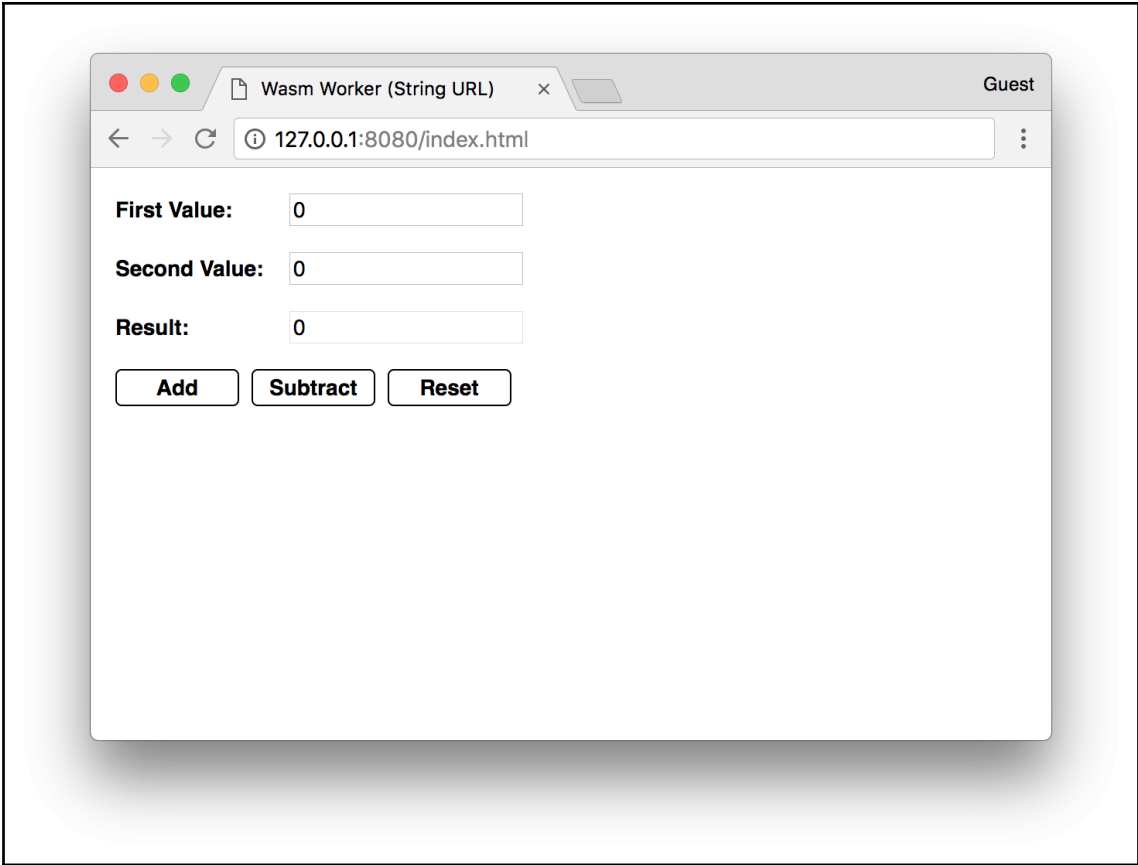 Wasm Worker (String URL)
Guest
127.0.0.1:8080/index.html
First Value: 0
Second Value: 0
Result: 0
Add Subtract Reset